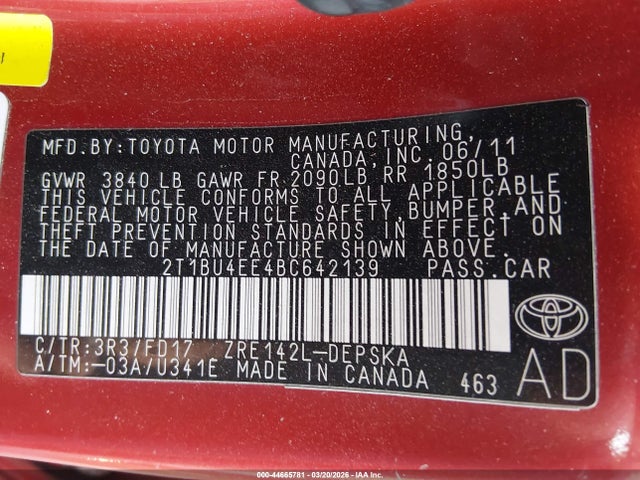 MFD.BY:TOYOTA MOTOR MANUFACTURING,
CANADA,INC.06/11
GVWR 3840 LB GAWR FR.2090LB,RR 1850LB
THIS VEHICLE CONFORMS TO ALL APPLICABLE
FEDERAL MOTOR VEHICLE SAFETY,BUMPER AND
THEFT PREVENTION STANDARDS IN EFFECT ON
THE DATE OF MANUFACTURE SHOWN ABOVE.
2T1BU4EE4BC642139 PASS.CAR
C/TR:3R3/FD17 ZRE142L-DEPSKA
A/TM:-03A/U341E MADE IN CANADA 463
AD
000-44665781 - 03/20/2026 - IAA Inc.